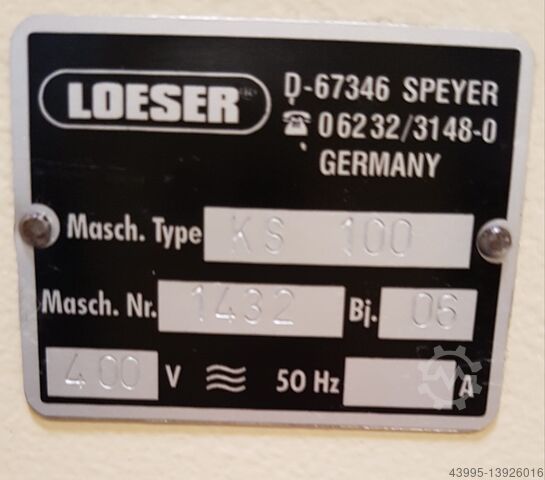 LOESER®
D-67346 SPEYER
☎ 06232/3148-0
GERMANY
Masch. Type KS 100
Masch. Nr. 1432 Bj. 06
400 V 50 Hz A
43995-13926016